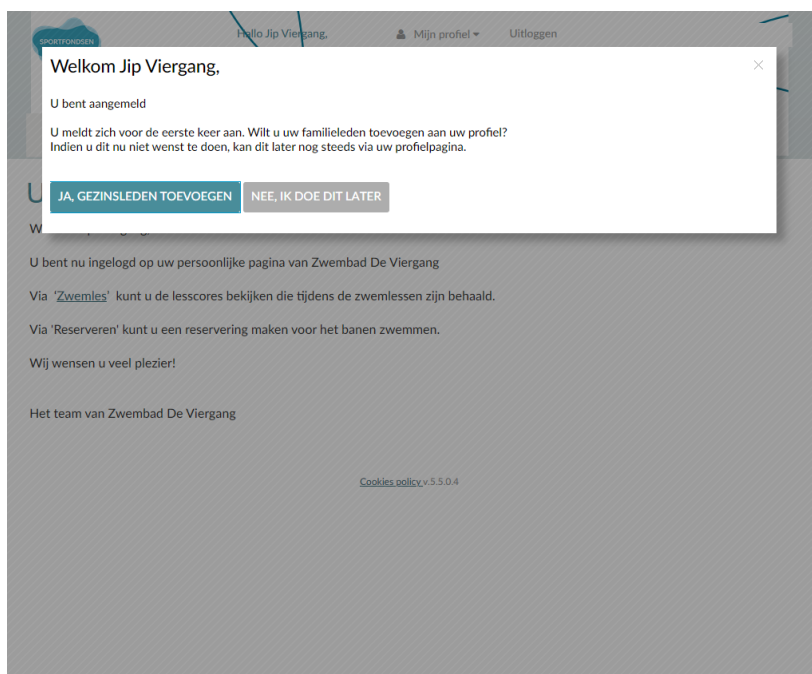 SPORTFONDSEN
Hallo Jip Viergang,
Mijn profiel
Uitloggen
Welkom Jip Viergang,
U bent aangemeld
U meldt zich voor de eerste keer aan. Wilt u uw familieleden toevoegen aan uw profiel?
Indien u dit nu niet wenst te doen, kan dit later nog steeds via uw profielpagina.
JA, GEZINSLEDEN TOEVOEGEN
NEE, IK DOE DIT LATER
U bent nu ingelogd op uw persoonlijke pagina van Zwembad De Viergang
Via 'Zwemles' kunt u de lesscores bekijken die tijdens de zwemlessen zijn behaald.
Via 'Reserveren' kunt u een reservering maken voor het banen zwemmen.
Wij wensen u veel plezier!
Het team van Zwembad De Viergang
Cookies policy v.5.5.0.4